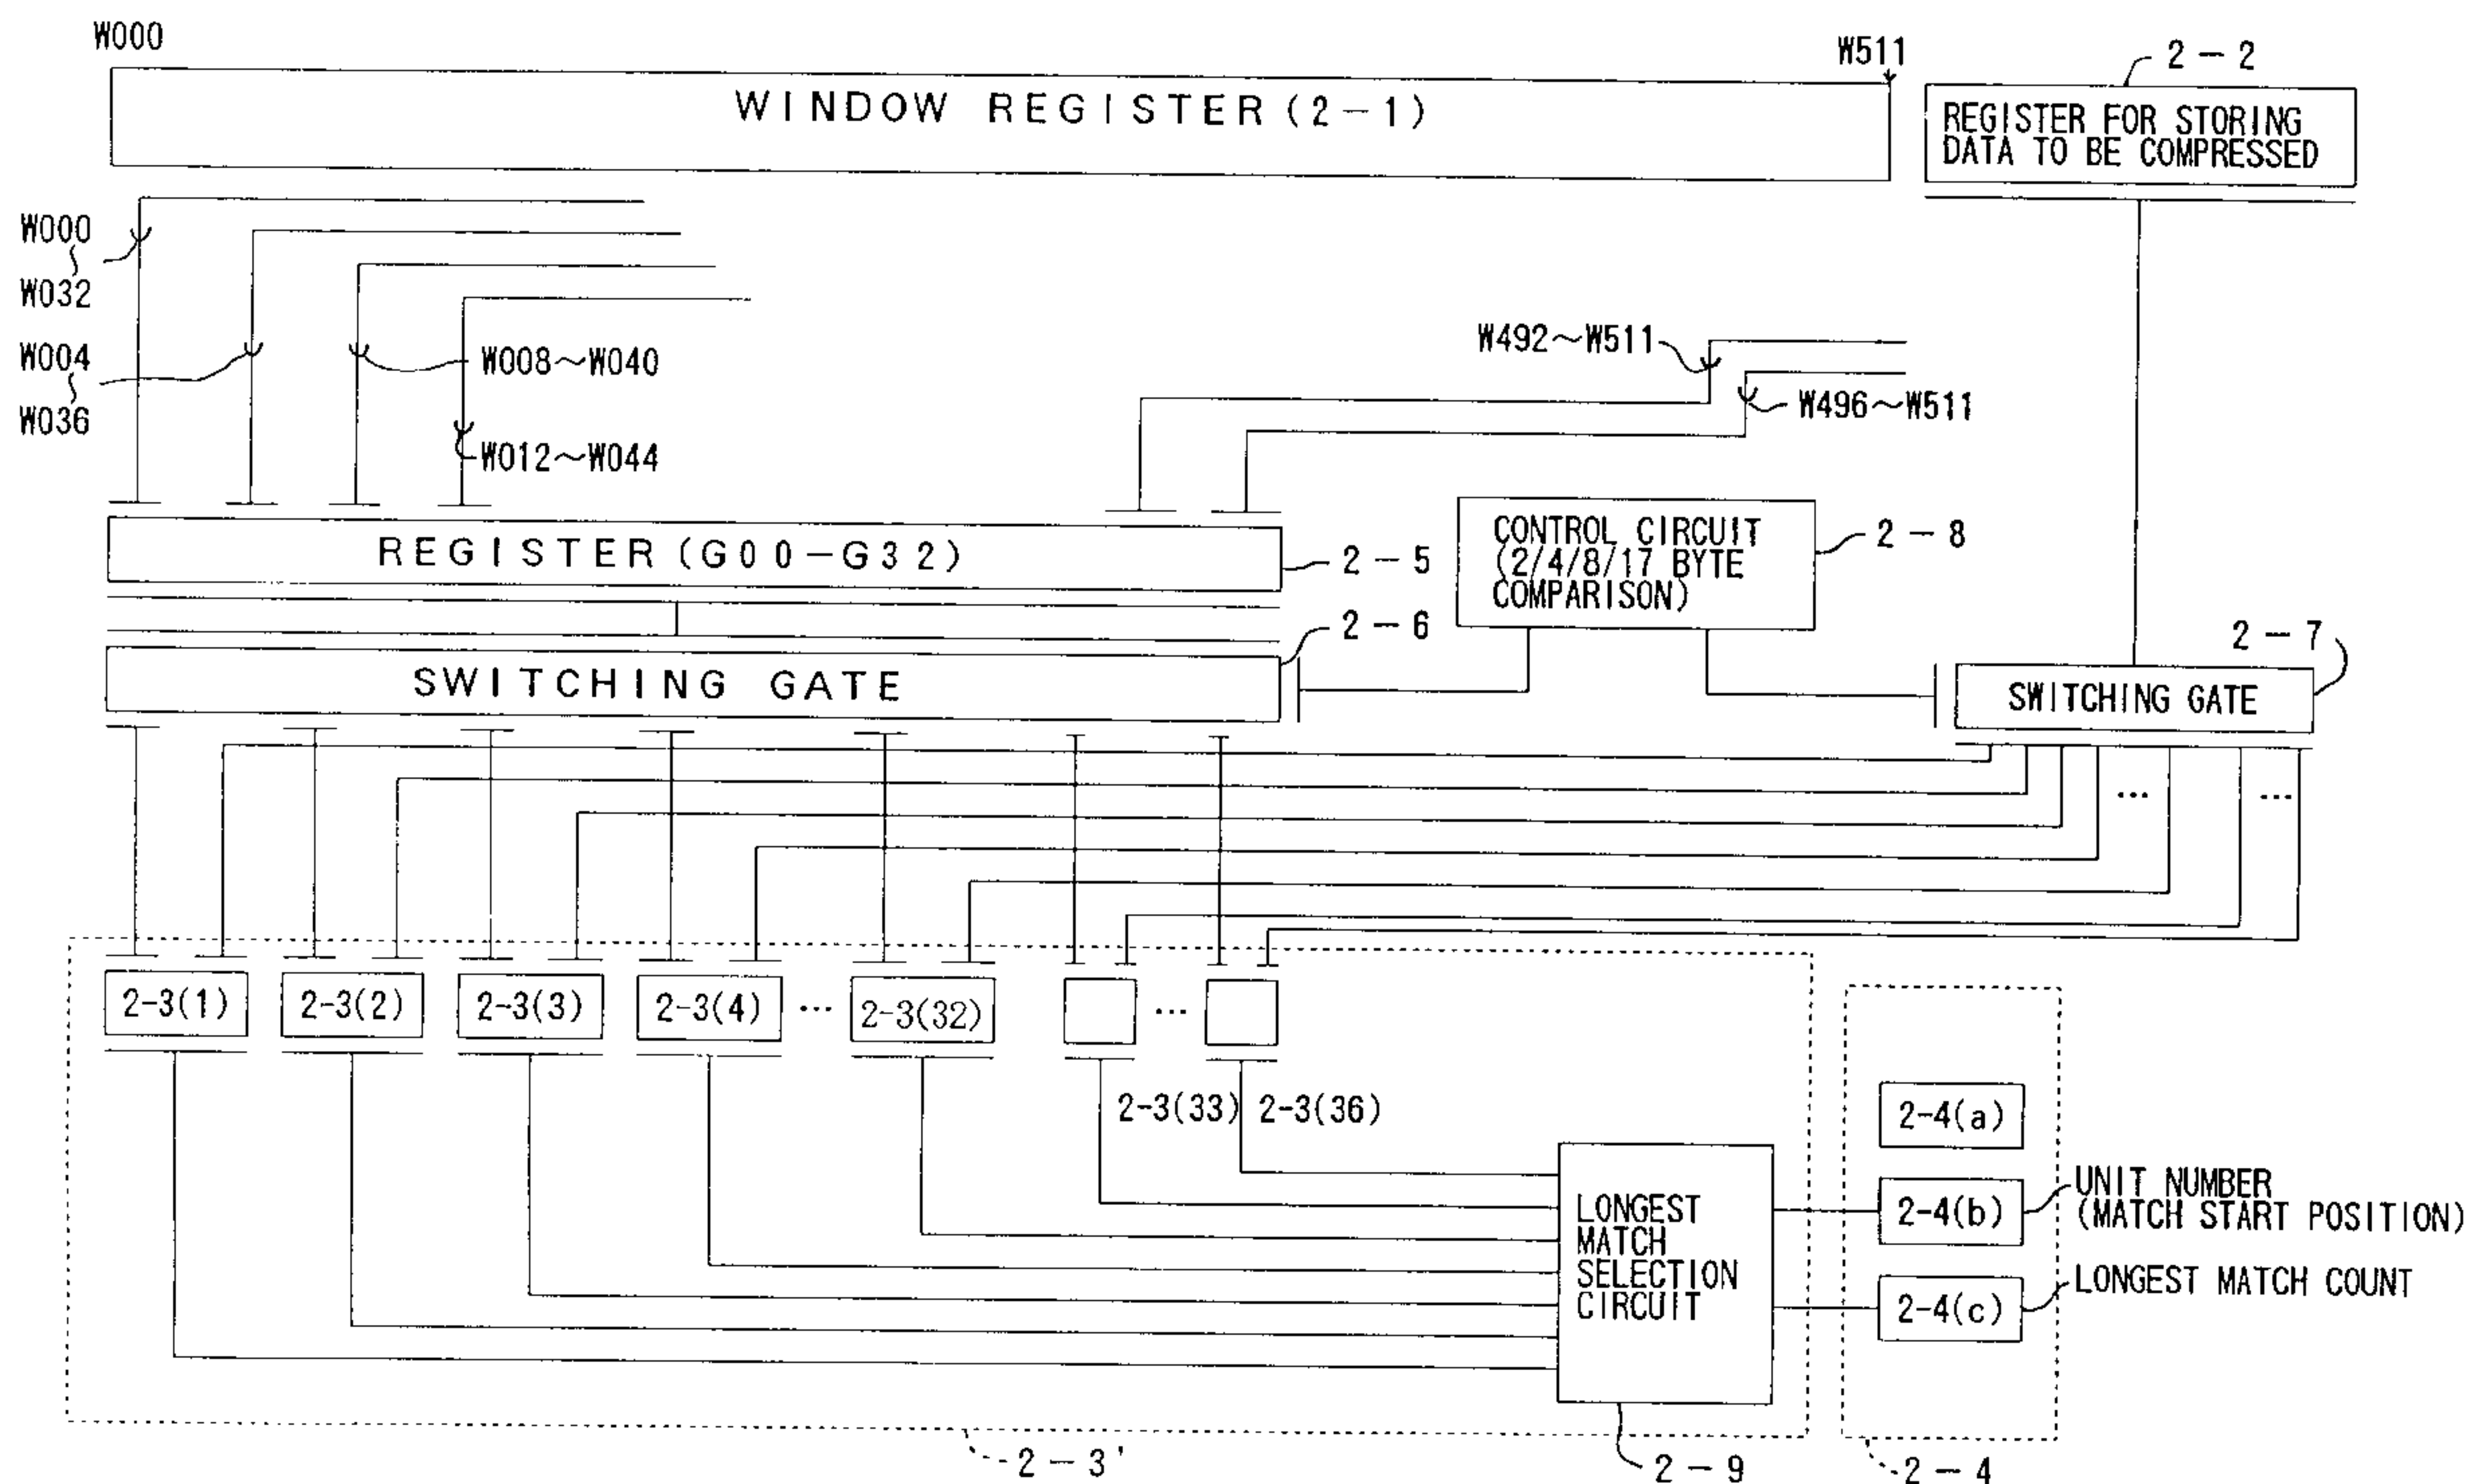 W000
W511
2-2
WINDOW REGISTER(2-1)
REGISTER FOR STORING
DATA TO BE COMPRESSED
W000
~
W032
W004
~
W036
W008~W040
W012~W044
W492~W511
W496~W511
REGISTER(G00-G32)
2-5
CONTROL CIRCUIT
(2/4/8/17 BYTE
COMPARISON)
2-8
2-6
2-7
SWITCHING GATE
SWITCHING GATE
...
...
2-3(1)
2-3(2)
2-3(3)
2-3(4)
...
2-3(32)
...
2-3(33)
2-3(36)
2-4(a)
LONGEST
MATCH
SELECTION
CIRCUIT
2-4(b)
UNIT NUMBER
(MATCH START POSITION)
2-4(c)
LONGEST MATCH COUNT
2-3'
2-9
2-4